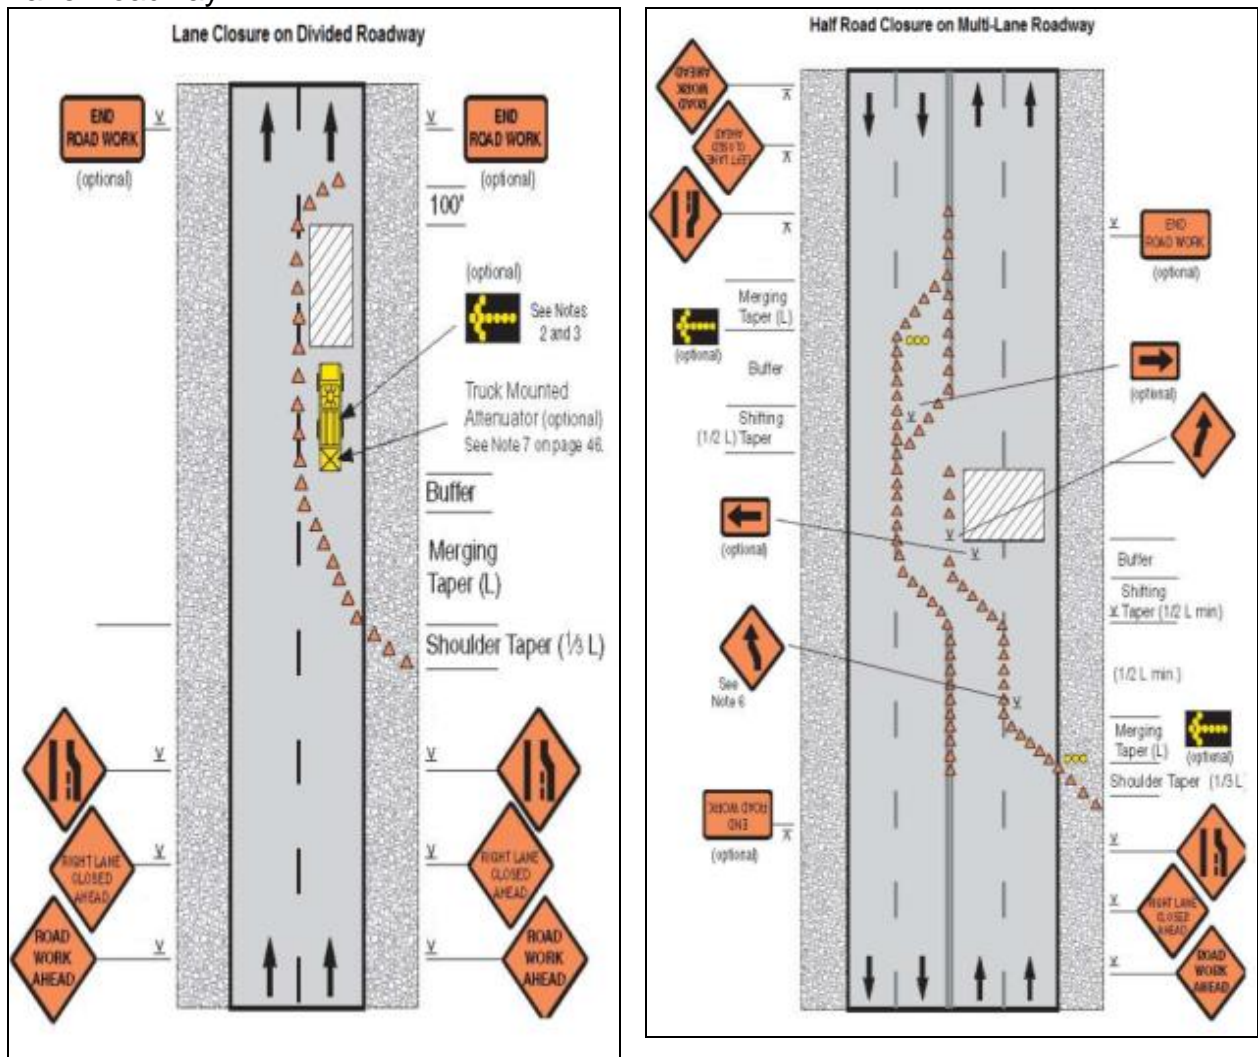 Lane Closure on Divided Roadway
END
ROAD WORK
(optional)
END
ROAD WORK
(optional)
100'
(optional)
See Notes
2 and 3
Truck Mounted
Attenuator (optional)
See Note 7 on page 46.
Buffer
Merging
Taper (L)
Shoulder Taper (⅓ L)
RIGHT LANE
CLOSED
AHEAD
RIGHT LANE
CLOSED
AHEAD
ROAD
WORK
AHEAD
ROAD
WORK
AHEAD
Half Road Closure on Multi-Lane Roadway
ROAD
WORK
AHEAD
LEFT LANE
CLOSED
AHEAD
END
ROAD WORK
(optional)
Merging
Taper (L)
(optional)
Buffer
(optional)
Shifting
(1/2 L) Taper
(optional)
Buffer
Shifting
Taper (1/2 L min)
See
Note 6
(1/2 L min.)
Merging
Taper (L)
(optional)
Shoulder Taper (1/3 L
END
ROAD WORK
(optional)
RIGHT LANE
CLOSED
AHEAD
ROAD
WORK
AHEAD